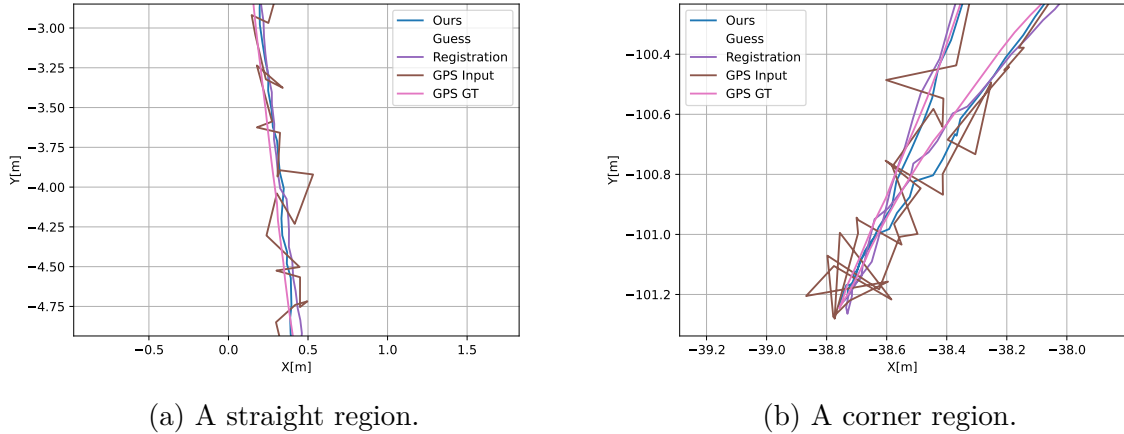 −3.00
−3.25
−3.50
−3.75
−4.00
−4.25
−4.50
−4.75
Y[m]
−0.5
0.0
0.5
1.0
1.5
X[m]
Ours
Guess
Registration
GPS Input
GPS GT
(a) A straight region.
−100.4
−100.6
−100.8
−101.0
−101.2
Y[m]
−39.2
−39.0
−38.8
−38.6
−38.4
−38.2
−38.0
X[m]
Ours
Guess
Registration
GPS Input
GPS GT
(b) A corner region.